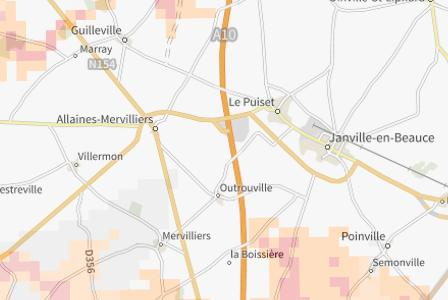 Guilleville
A10
Marray
N154
Le Puiset
Allaines-Mervilliers
Janville-en-Beauce
Villermon
estreville
Outrouville
Mervilliers
Poinville
D356
la Boissière
Semonville